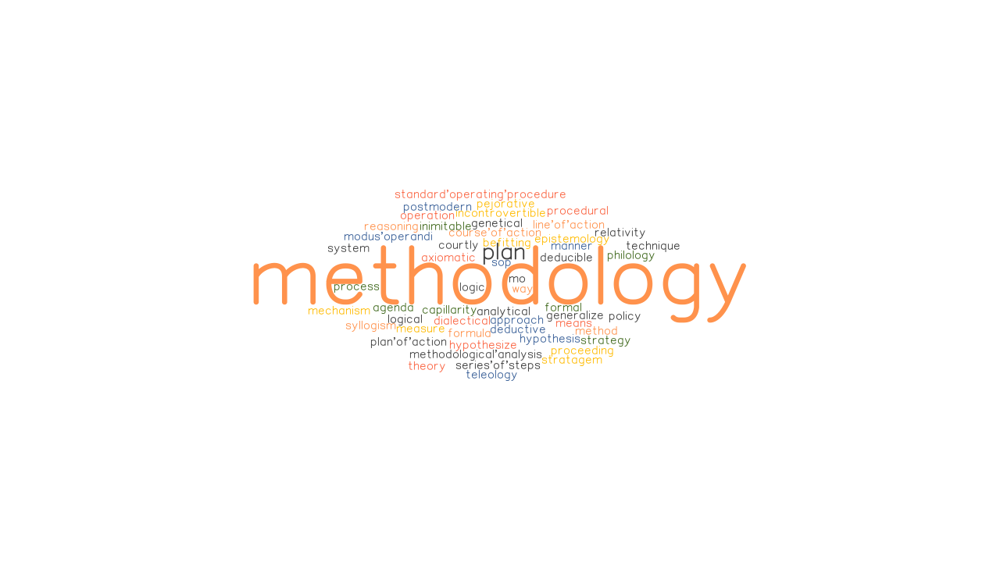 standard'operating'procedure
postmodern pejorative
operation incontrovertible procedural
reasoning inimitable genetical line'of'action
modus'operandi course'of'action epistemology relativity
system courtly befitting manner technique
axiomatic plan deducible philology
sop
methodology
process logic mo
way
mechanism agenda capillarity analytical formal
logical dialectical approach generalize policy
syllogism measure formula deductive means method
plan'of'action hypothesize hypothesis strategy
methodological'analysis proceeding
theory series'of'steps stratagem
teleology